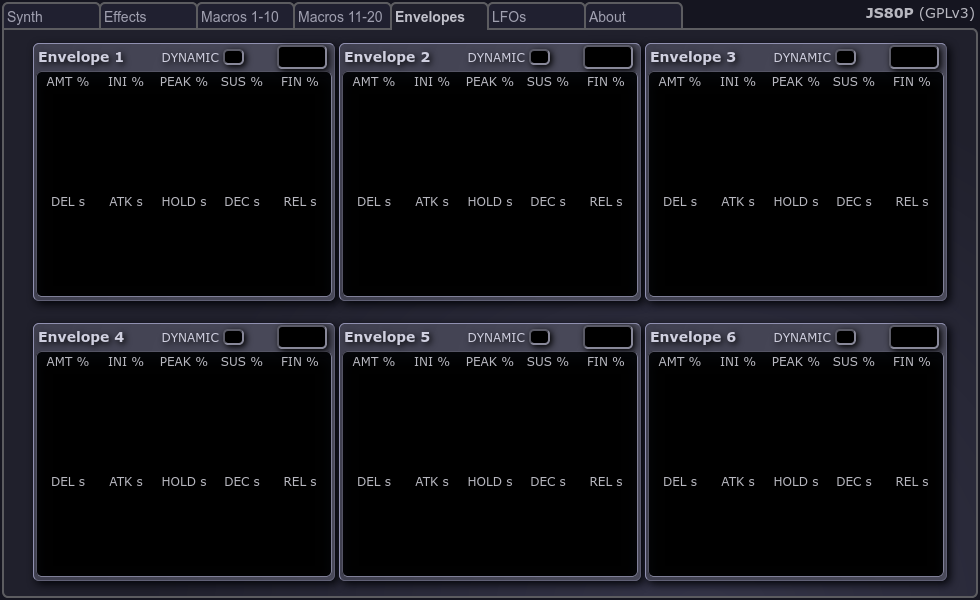 Synth Effects Macros 1-10 Macros 11-20 Envelopes LFOs About JS80P (GPLv3)
Envelope 1 DYNAMIC Envelope 2 DYNAMIC Envelope 3 DYNAMIC
AMT % INI % PEAK % SUS % FIN % AMT % INI % PEAK % SUS % FIN % AMT % INI % PEAK % SUS % FIN %
DEL s ATK s HOLD s DEC s REL s DEL s ATK s HOLD s DEC s REL s DEL s ATK s HOLD s DEC s REL s
Envelope 4 DYNAMIC Envelope 5 DYNAMIC Envelope 6 DYNAMIC
AMT % INI % PEAK % SUS % FIN % AMT % INI % PEAK % SUS % FIN % AMT % INI % PEAK % SUS % FIN %
DEL s ATK s HOLD s DEC s REL s DEL s ATK s HOLD s DEC s REL s DEL s ATK s HOLD s DEC s REL s